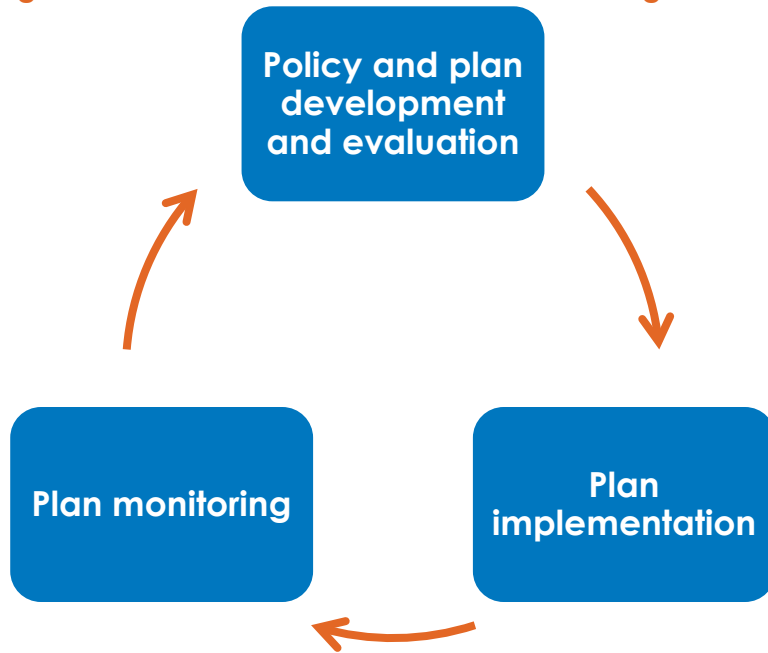 Policy and plan
development
and evaluation
Plan
implementation
Plan monitoring